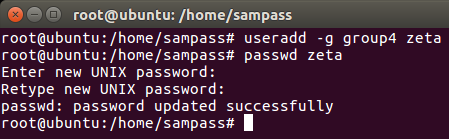 root@ubuntu: /home/sampass
root@ubuntu:/home/sampass# useradd -g group4 zeta
root@ubuntu:/home/sampass# passwd zeta
Enter new UNIX password:
Retype new UNIX password:
passwd: password updated successfully
root@ubuntu:/home/sampass#